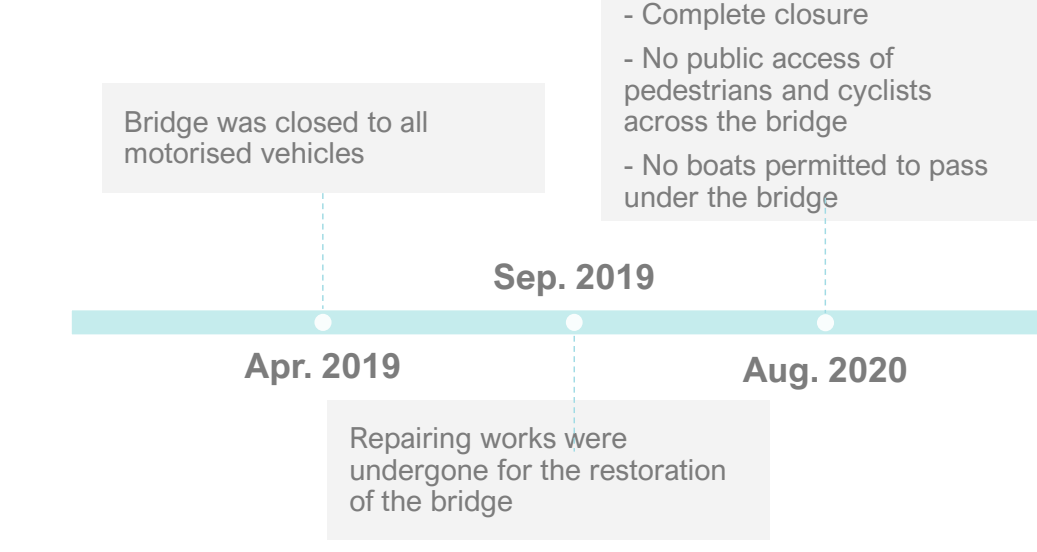 - Complete closure
- No public access of
pedestrians and cyclists
across the bridge
- No boats permitted to pass
under the bridge
Bridge was closed to all
motorised vehicles
Sep. 2019
Apr. 2019
Aug. 2020
Repairing works were
undergone for the restoration
of the bridge